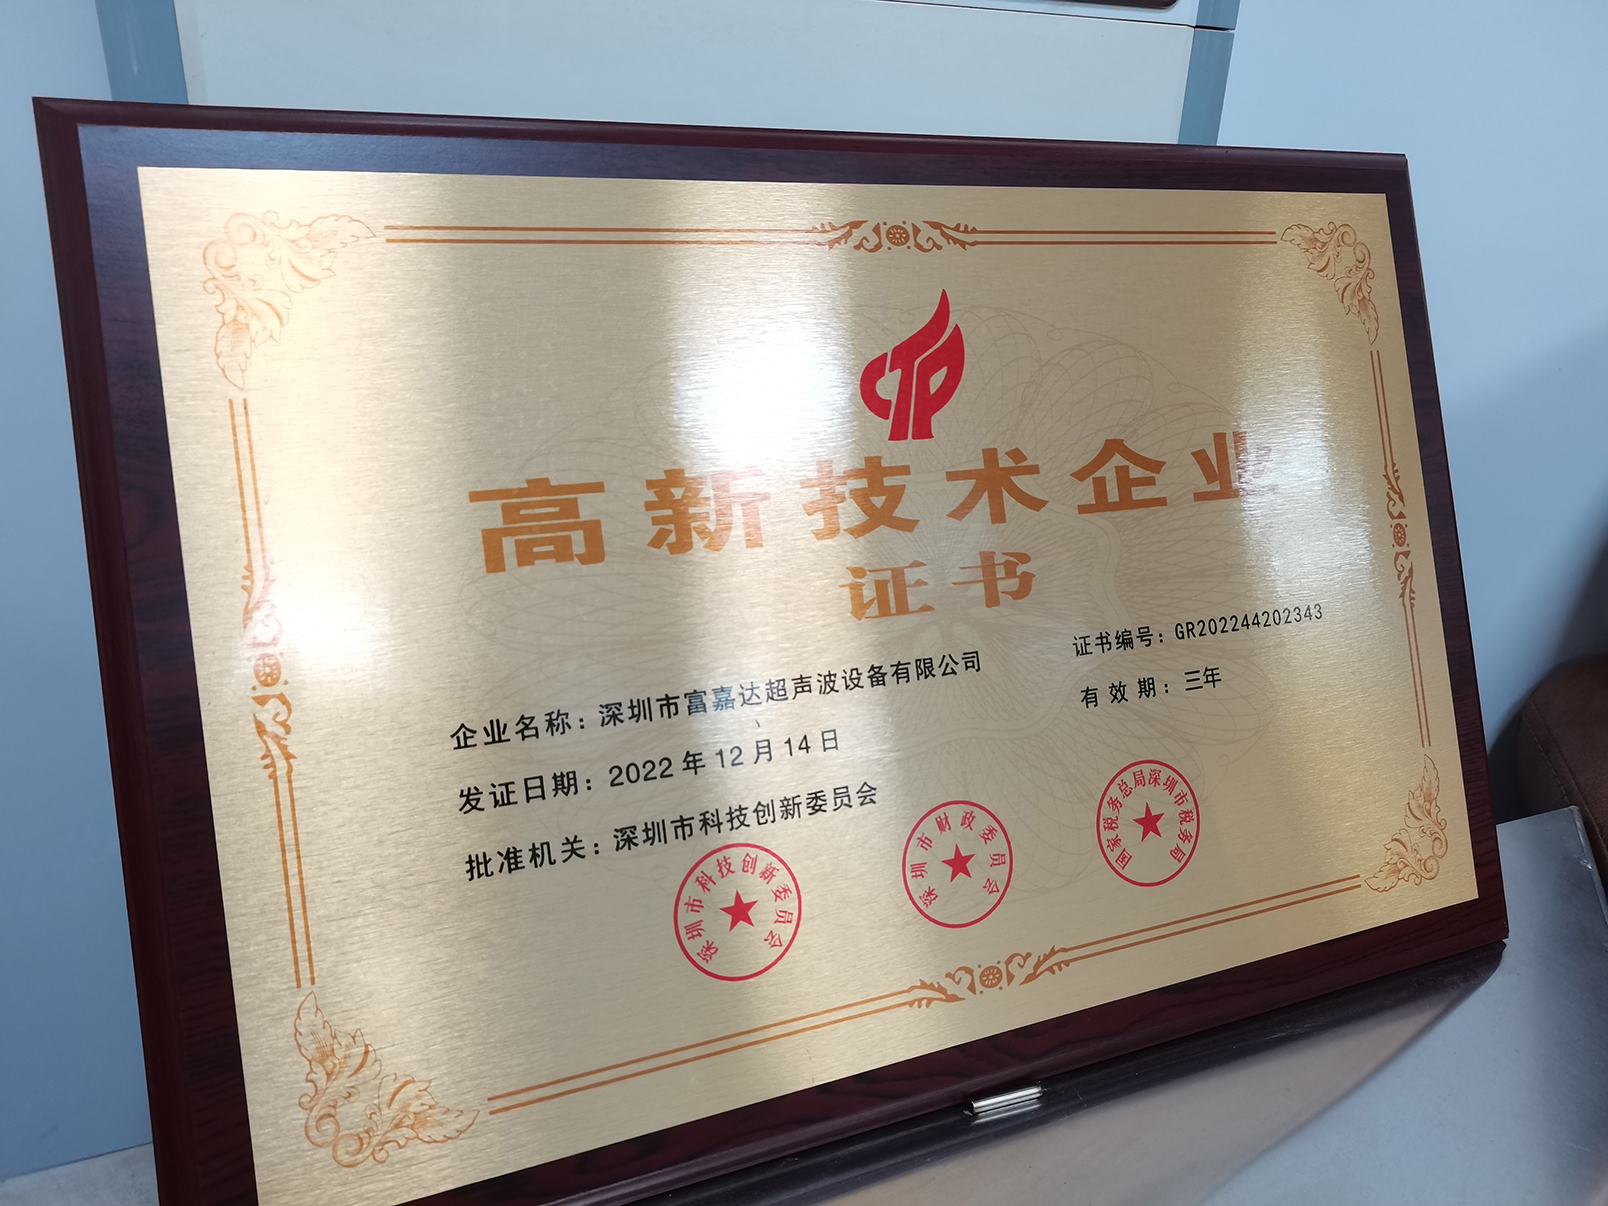 CTP
高新技术企业
证书
企业名称：深圳市富嘉达超声波设备有限公司
证书编号：GR202244202343
发证日期：2022年12月14日
有效期：三年
批准机关：深圳市科技创新委员会
深圳市科技创新委员会
深圳市财政委员会
国家税务总局深圳市税务局